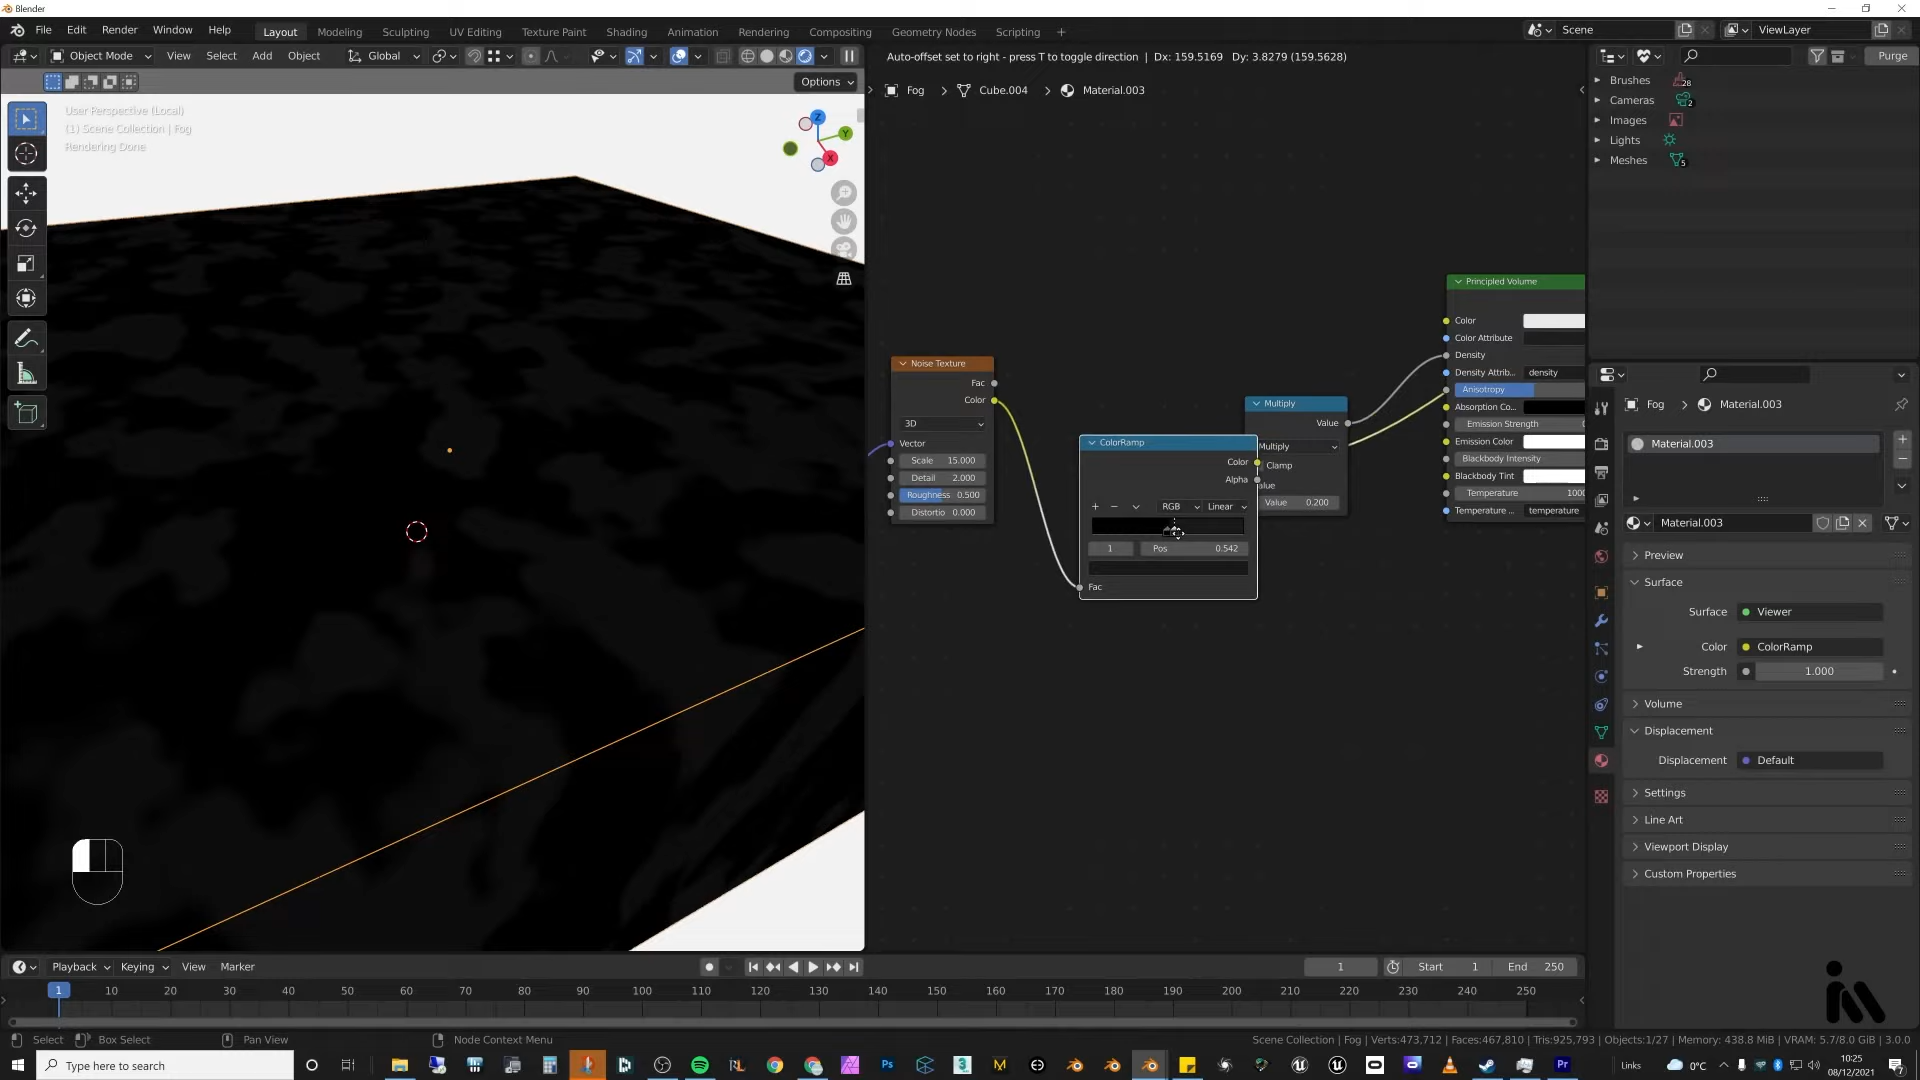 Blender
File Edit Render Window Help
Layout Modeling Sculpting UV Editing Texture Paint Shading Animation Rendering Compositing Geometry Nodes Scripting
Scene
ViewLayer
Object Mode View Select Add Object Global
Options
Auto-offset set to right - press T to toggle direction | Dx: 159.5169 Dy: 3.8279 (159.5628)
Purge
Fog Cube.004 Material.003
User Perspective (Local)
(1) Scene Collection | Fog
Rendering Done
Z
Y
X
Brushes 28
Cameras 2
Images
Lights
Meshes 5
Noise Texture
Fac
Color
3D
Vector
Scale 15.000
Detail 2.000
Roughness 0.500
Distortio 0.000
ColorRamp
Color
Alpha
RGB Linear
1 Pos 0.542
Fac
Multiply
Value
Multiply
Clamp
alue
Value 0.200
Principled Volume
Color
Color Attribute
Density
Density Attrib... density
Anisotropy
Absorption Co...
Emission Strength
Emission Color
Blackbody Intensity
Blackbody Tint
Temperature 1000
Temperature ... temperature
Fog Material.003
Material.003
Material.003
Preview
Surface
Surface Viewer
Color ColorRamp
Strength 1.000
Volume
Displacement
Displacement Default
Settings
Line Art
Viewport Display
Custom Properties
Playback Keying View Marker
1 Start 1 End 250
1 10 20 30 40 50 60 70 80 90 100 110 120 130 140 150 160 170 180 190 200 210 220 230 240 250
Select Box Select Pan View Node Context Menu
Scene Collection | Fog | Verts:473,712 | Faces:467,810 | Tris:925,793 | Objects:1/27 | Memory: 438.8 MiB | VRAM: 5.7/8.0 GiB | 3.0.0
Type here to search
Links
0°C
10:25
08/12/2021